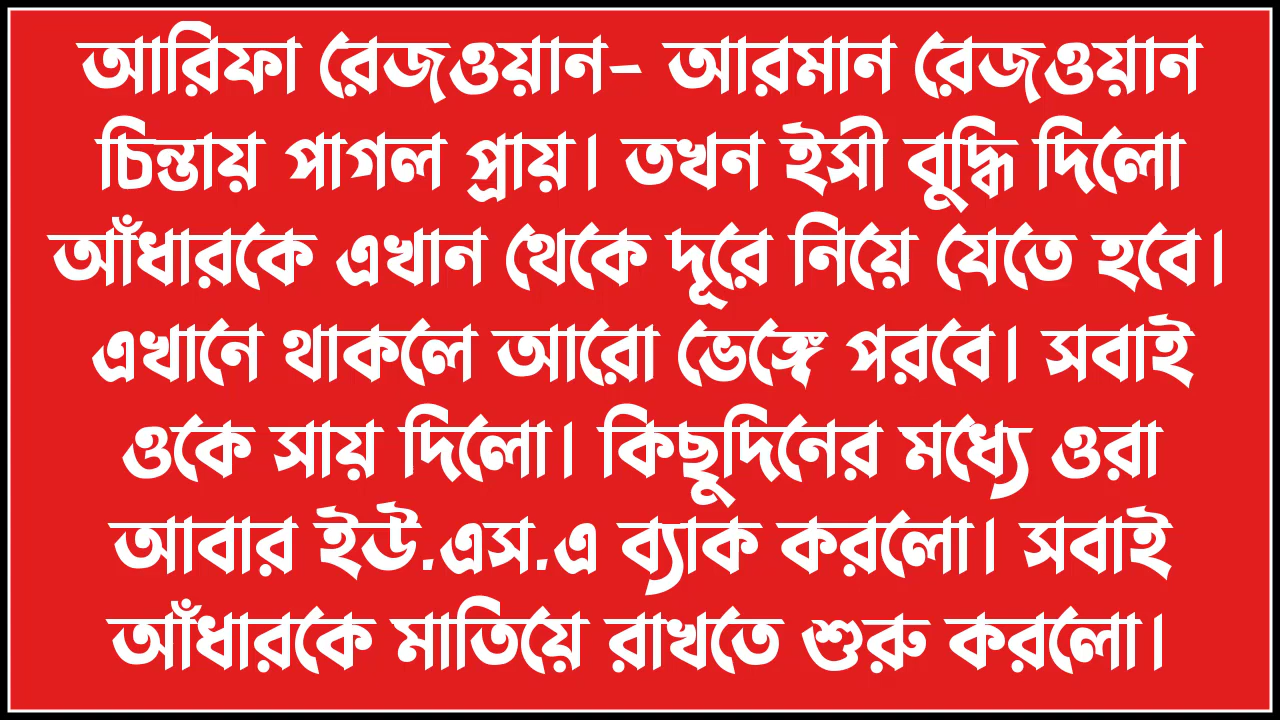 আরিফা রেজওয়ান- আরমান রেজওয়ান
চিন্তায় পাগল প্রায়। তখন ইসী বুদ্ধি দিলো
আঁধারকে এখান থেকে দূরে নিয়ে যেতে হবে।
এখানে থাকলে আরো ভেঙ্গে পরবে। সবাই
ওকে সায় দিলো। কিছুদিনের মধ্যে ওরা
আবার ইউ.এস.এ ব্যাক করলো। সবাই
আঁধারকে মাতিয়ে রাখতে শুরু করলো।